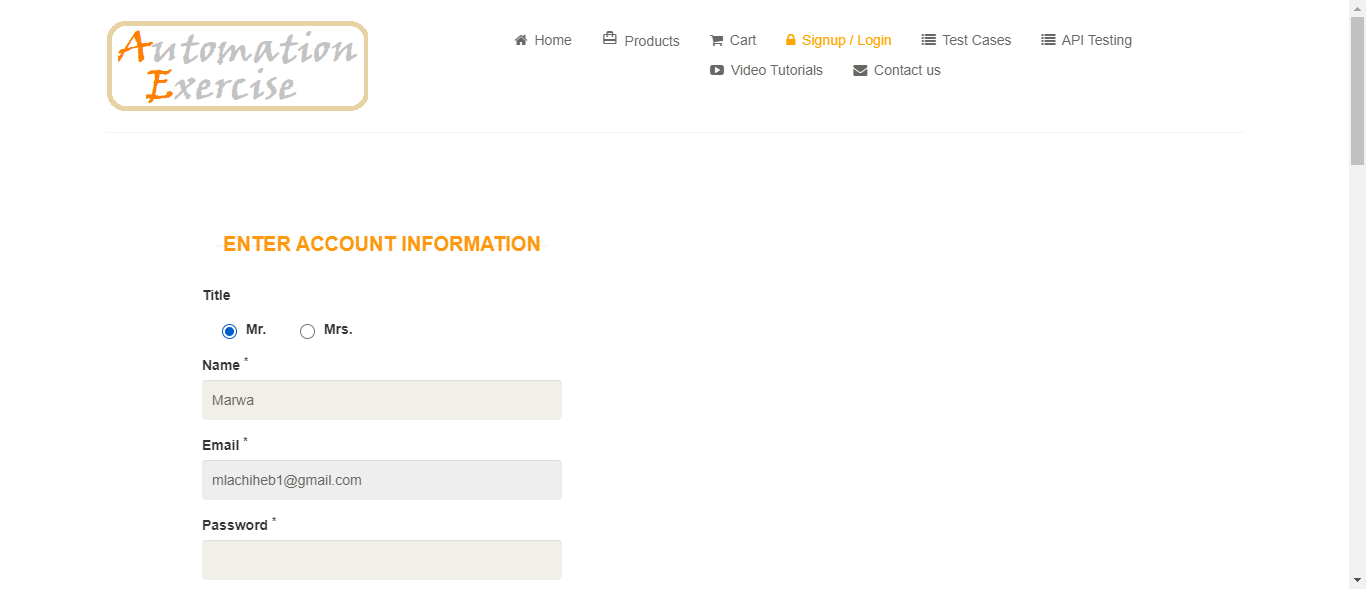 Automation
Exercise
Home
Products
Cart
Signup / Login
Test Cases
API Testing
Video Tutorials
Contact us
ENTER ACCOUNT INFORMATION
Title
Mr.
Mrs.
Name *
Marwa
Email *
mlachiheb1@gmail.com
Password *